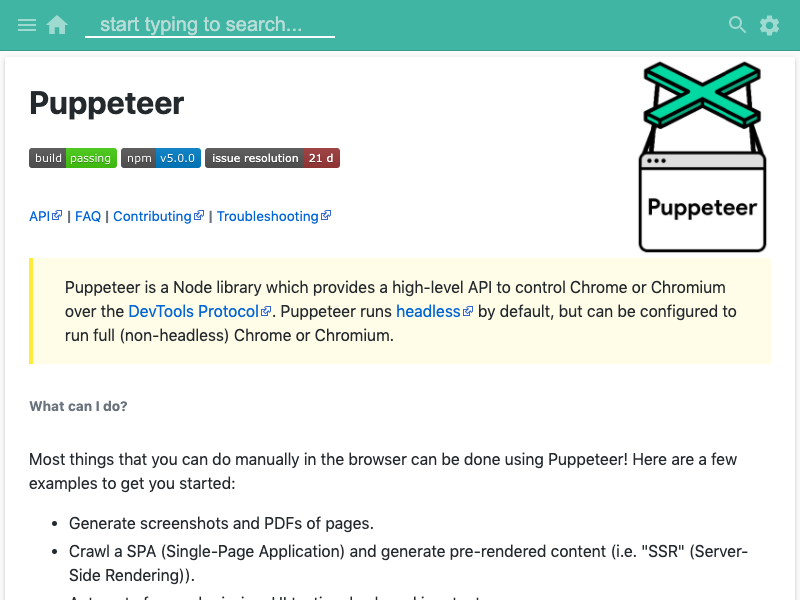 start typing to search...
Puppeteer
Puppeteer
build passing npm v5.0.0 issue resolution 21 d
API | FAQ | Contributing | Troubleshooting
Puppeteer is a Node library which provides a high-level API to control Chrome or Chromium
over the DevTools Protocol. Puppeteer runs headless by default, but can be configured to
run full (non-headless) Chrome or Chromium.
What can I do?
Most things that you can do manually in the browser can be done using Puppeteer! Here are a few
examples to get you started:
• Generate screenshots and PDFs of pages.
• Crawl a SPA (Single-Page Application) and generate pre-rendered content (i.e. "SSR" (Server-
Side Rendering)).